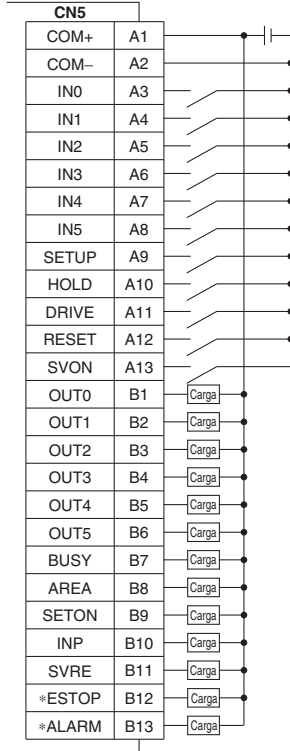 CN5
COM+ A1
COM− A2
IN0 A3
IN1 A4
IN2 A5
IN3 A6
IN4 A7
IN5 A8
SETUP A9
HOLD A10
DRIVE A11
RESET A12
SVON A13
OUT0 B1 Carga
OUT1 B2 Carga
OUT2 B3 Carga
OUT3 B4 Carga
OUT4 B5 Carga
OUT5 B6 Carga
BUSY B7 Carga
AREA B8 Carga
SETON B9 Carga
INP B10 Carga
SVRE B11 Carga
*ESTOP B12 Carga
*ALARM B13 Carga